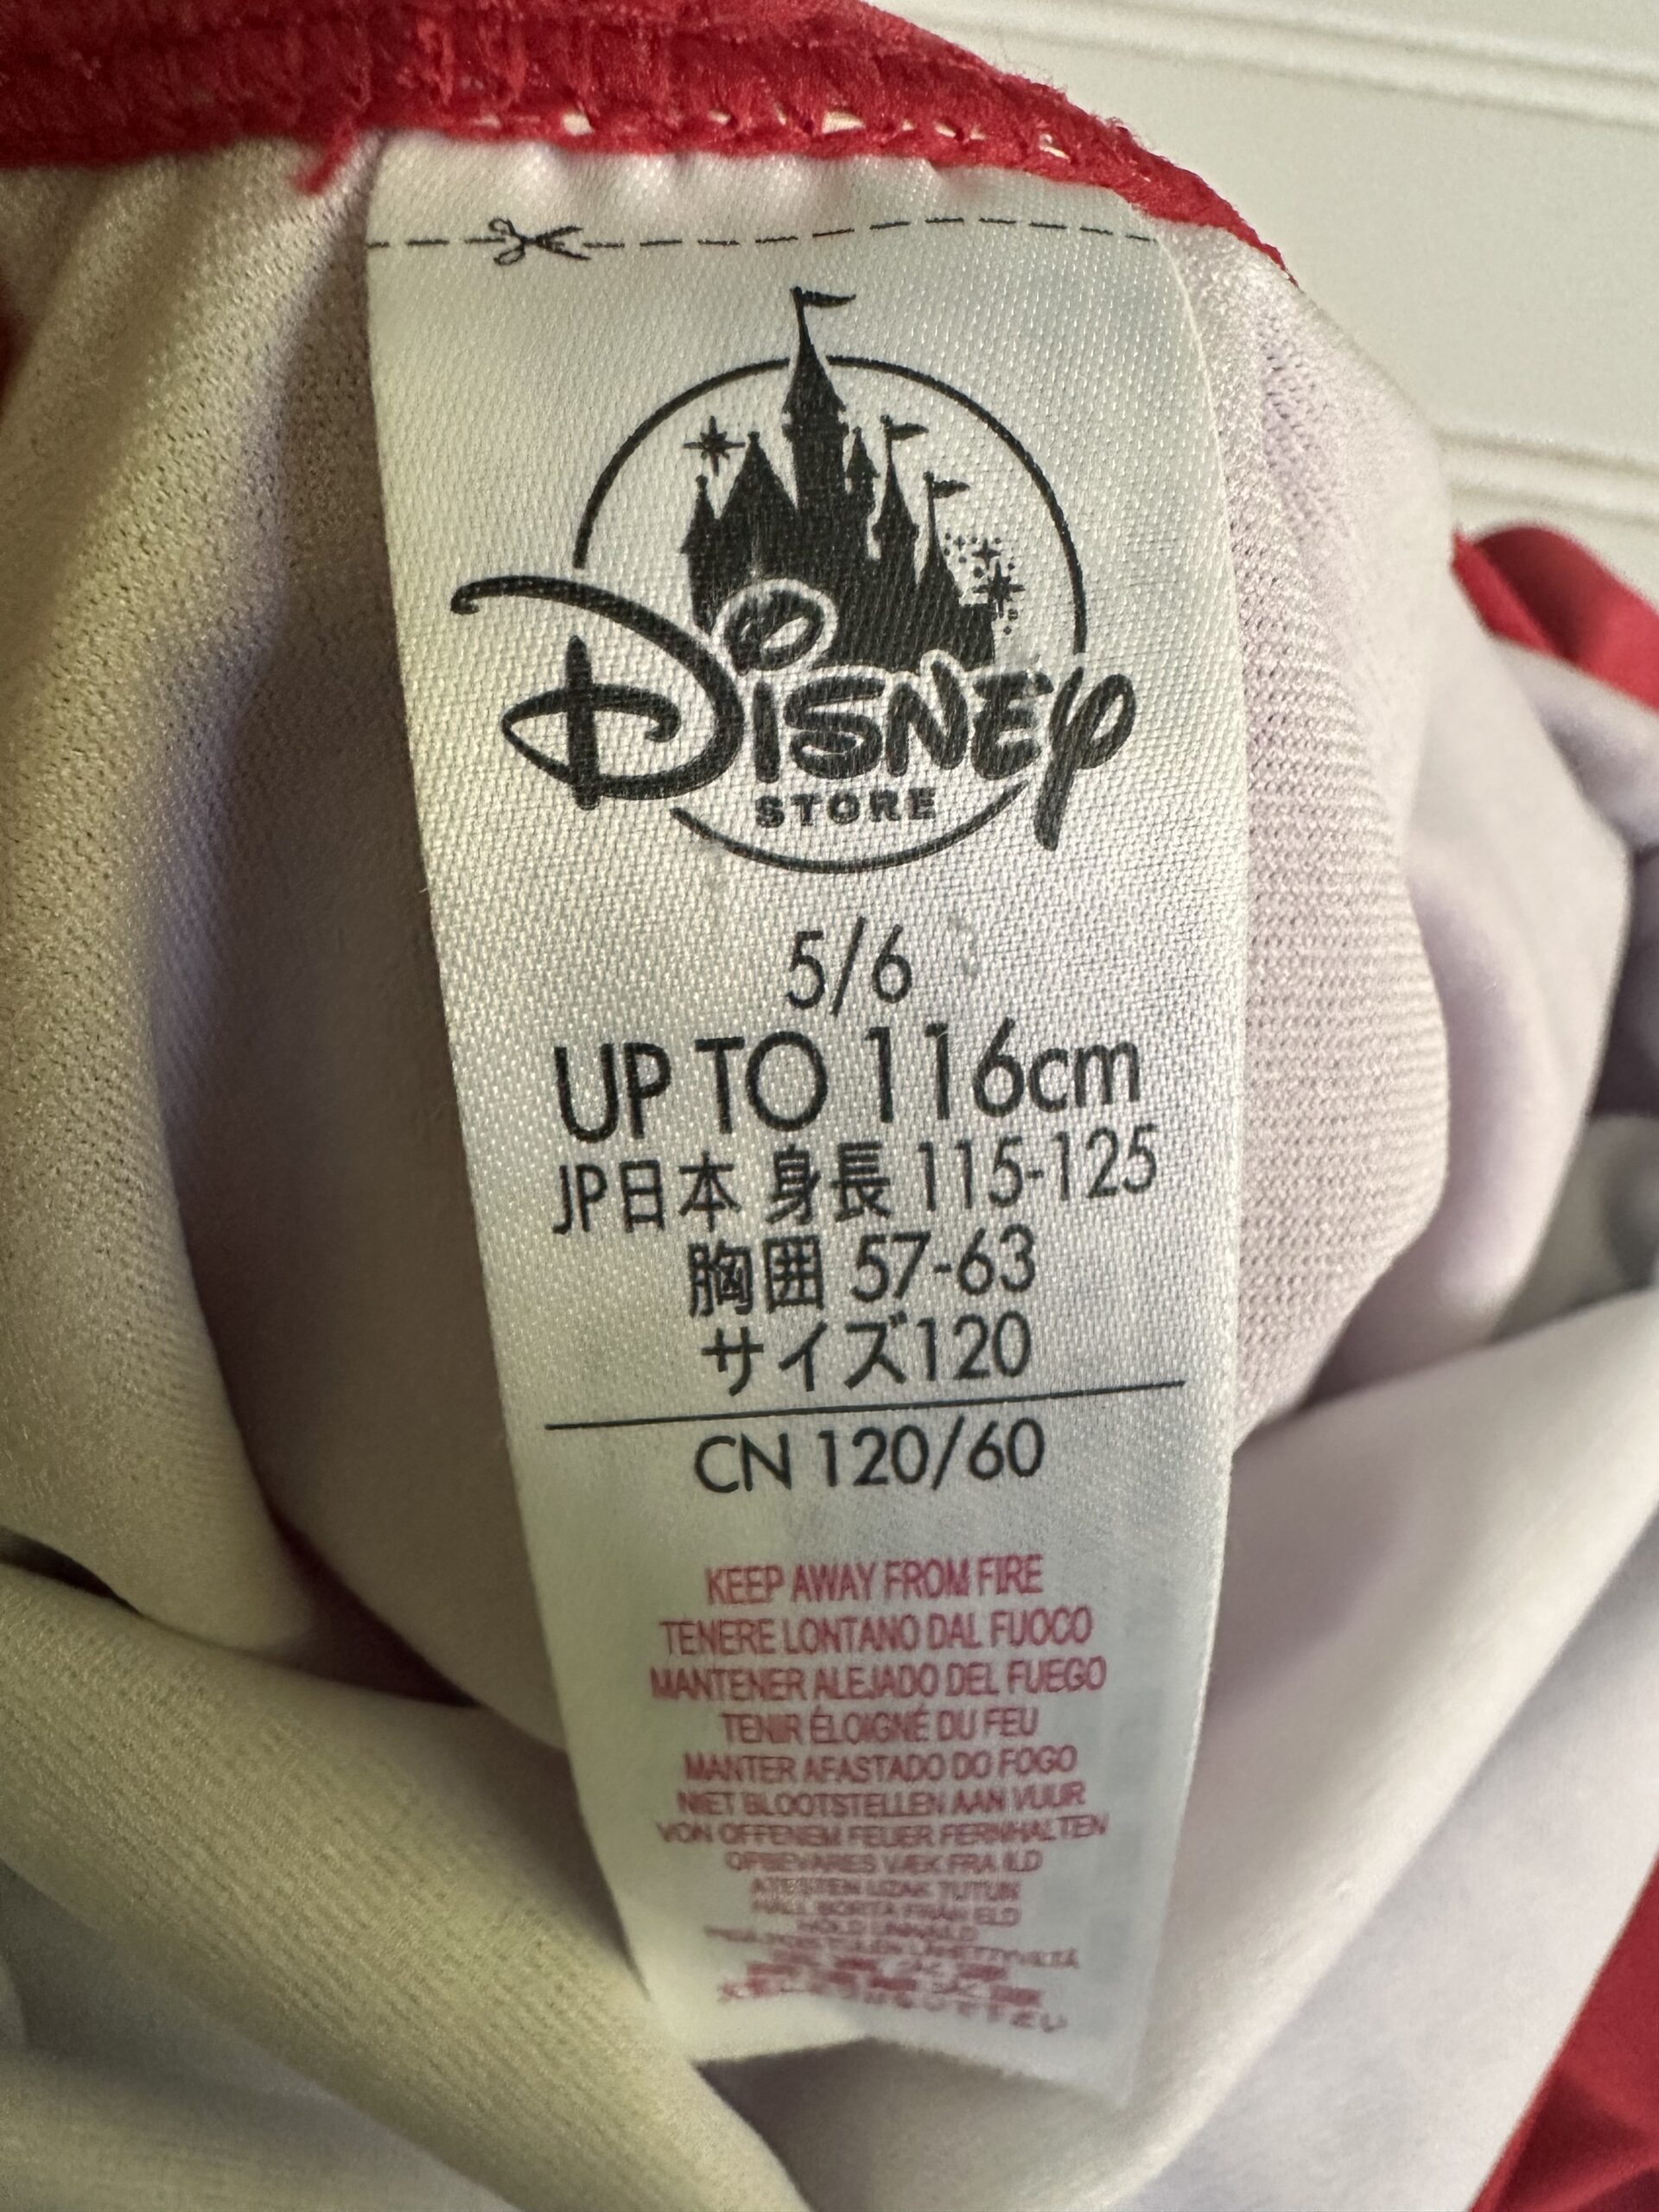 Disney
STORE
5/6
UP TO 116cm
JP日本 身長 115-125
胸囲 57-63
サイズ120
CN 120/60
KEEP AWAY FROM FIRE
TENERE LONTANO DAL FUOCO
MANTENER ALEJADO DEL FUEGO
TENIR ÉLOIGNÉ DU FEU
MANTER AFASTADO DO FOGO
NIET BLOOTSTELLEN AAN VUUR
VON OFFENEM FEUER FERNHALTEN
OPBEVARES VÆK FRA ILD
ATEŞTEN UZAK TUTUN
HÅLL BORTA FRÅN ELD